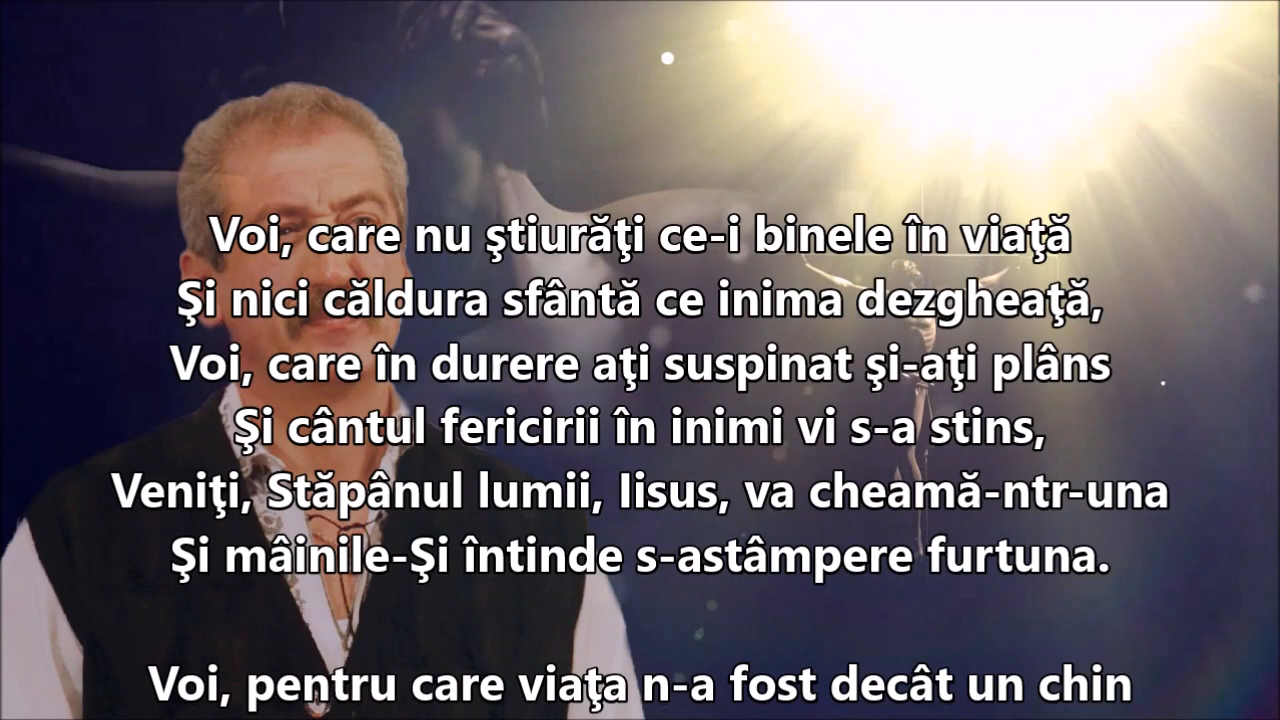 Voi, care nu ştiurăţi ce-i binele în viaţă
Şi nici căldura sfântă ce inima dezgheaţă,
Voi, care în durere aţi suspinat şi-aţi plâns
Şi cântul fericirii în inimi vi s-a stins,
Veniţi, Stăpânul lumii, Iisus, va cheamă-ntr-una
Şi mâinile-Şi întinde s-astâmpere furtuna.
Voi, pentru care viaţa n-a fost decât un chin